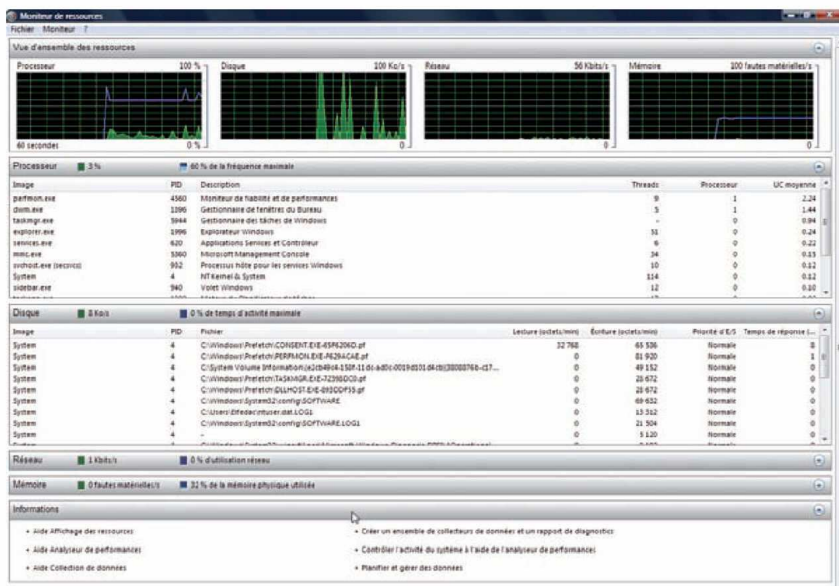 Moniteur de ressources
Fichier Moniteur ?
Vue d'ensemble des ressources
Processeur 100 % Disque 100 Ko/s Réseau 56 Kbits/s Mémoire 100 fautes matérielles/s
60 secondes 0 % 0 0 0
Processeur 3 % 60 % de la fréquence maximale
Image PID Description Threads Processeur UC moyenne
perfmon.exe 4560 Moniteur de fiabilité et de performances 9 1 2.24
dwm.exe 1396 Gestionnaire de fenêtres du Bureau 5 1 1.44
taskmgr.exe 5944 Gestionnaire des tâches de Windows - 0 0.94
explorer.exe 1996 Explorateur Windows 31 0 0.24
services.exe 620 Applications Services et Contrôleur 6 0 0.22
mmc.exe 5360 Microsoft Management Console 34 0 0.15
svchost.exe (secsvcs) 952 Processus hôte pour les services Windows 10 0 0.12
System 4 NT Kernel & System 114 0 0.12
sidebar.exe 940 Volet Windows 12 0 0.10
Disque 8 Ko/s 0 % de temps d'activité maximale
Image PID Fichier Lecture (octets/min) Écriture (octets/min) Priorité d'E/S Temps de réponse (...
System 4 C:\Windows\Prefetch\CONSENT.EXE-65F6206D.pf 32 768 65 536 Normale 8
System 4 C:\Windows\Prefetch\PERFMON.EXE-F629ACAE.pf 0 81 920 Normale 1
System 4 C:\System Volume Information\ 0 49 152 Normale 0
System 4 C:\Windows\Prefetch\TASKMGR.EXE-72398DC0.pf 0 28 672 Normale 0
System 4 C:\Windows\Prefetch\DLLHOST.EXE-893DDF55.pf 0 28 672 Normale 0
System 4 C:\Windows\System32\config\SOFTWARE 0 69 632 Normale 0
System 4 0 13 312 Normale 0
System 4 C:\Windows\System32\config\SOFTWARE.LOG1 0 21 504 Normale 0
System 4 - 0 5 120 Normale 0
Réseau 1 Kbits/s 0 % d'utilisation réseau
Mémoire 0 fautes matérielles/s 32 % de la mémoire physique utilisée
Informations
• Aide Affichage des ressources • Créer un ensemble de collecteurs de données et un rapport de diagnostics
• Aide Analyseur de performances • Contrôler l'activité du système à l'aide de l'analyseur de performances
• Aide Collection de données • Planifier et gérer des données